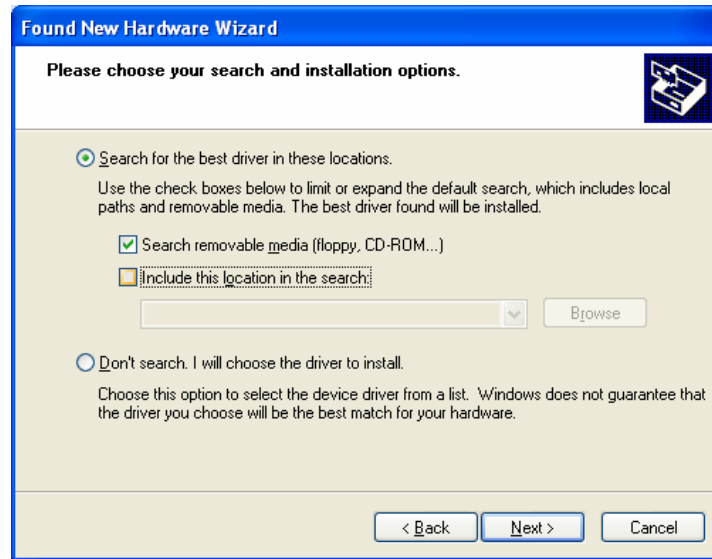 Found New Hardware Wizard
Please choose your search and installation options.
Search for the best driver in these locations.
Use the check boxes below to limit or expand the default search, which includes local
paths and removable media. The best driver found will be installed.
Search removable media (floppy, CD-ROM...)
Include this location in the search:
Browse
Don't search. I will choose the driver to install.
Choose this option to select the device driver from a list. Windows does not guarantee that
the driver you choose will be the best match for your hardware.
< Back Next > Cancel